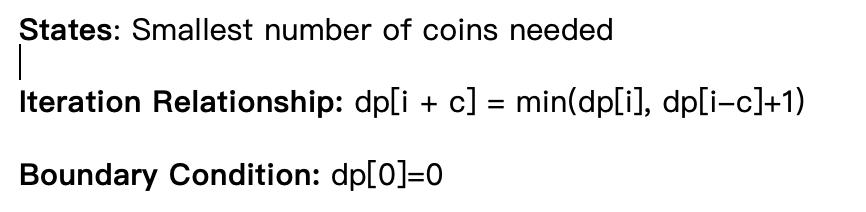 States: Smallest number of coins needed
Iteration Relationship: dp[i + c] = min(dp[i], dp[i–c]+1)
Boundary Condition: dp[0]=0